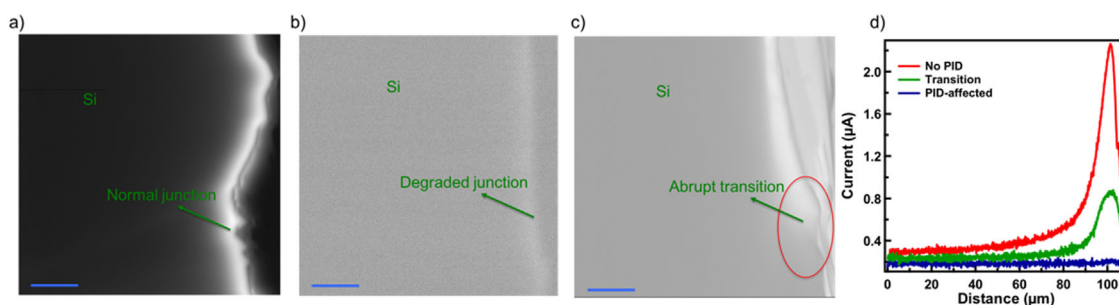 a)
Si
Normal junction
b)
Si
Degraded junction
c)
Si
Abrupt transition
d)
No PID
Transition
PID-affected
2.0
1.6
1.2
0.8
0.4
Current (µA)
0 20 40 60 80 100
Distance (µm)